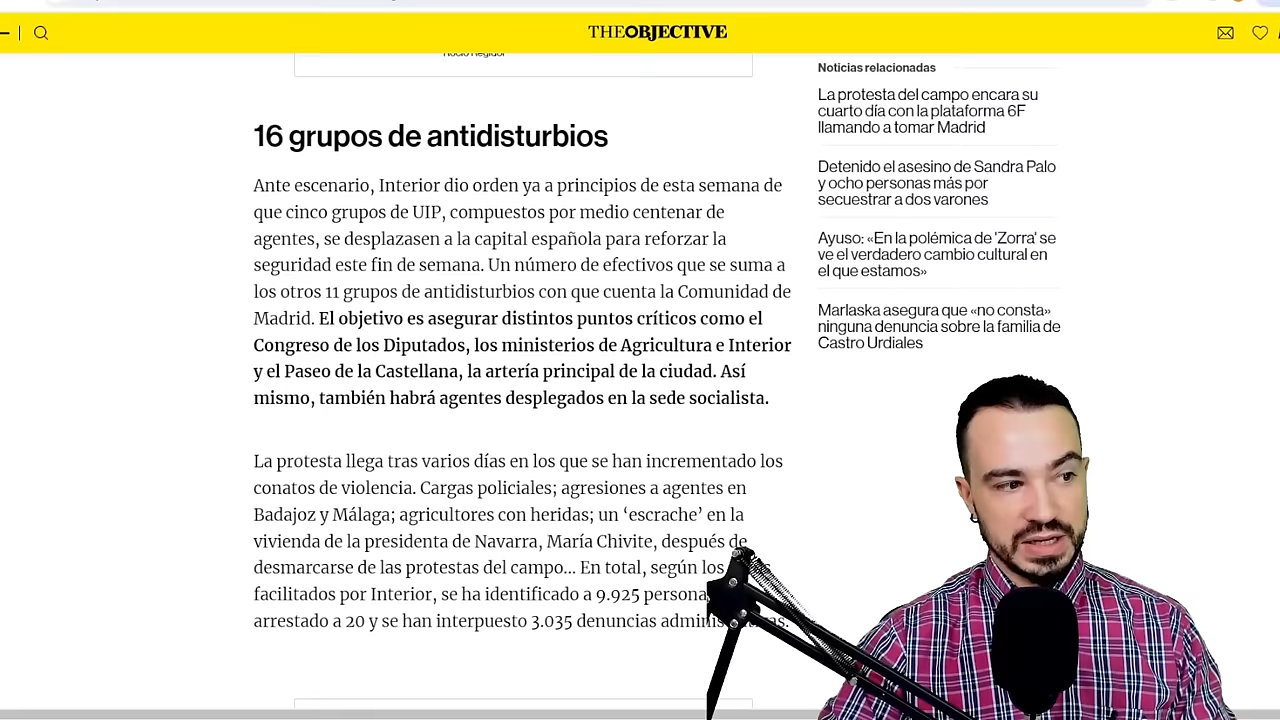 THEOBJECTIVE
Rocío Regidor
16 grupos de antidisturbios
Ante escenario, Interior dio orden ya a principios de esta semana de
que cinco grupos de UIP, compuestos por medio centenar de
agentes, se desplazasen a la capital española para reforzar la
seguridad este fin de semana. Un número de efectivos que se suma a
los otros 11 grupos de antidisturbios con que cuenta la Comunidad de
Madrid. El objetivo es asegurar distintos puntos críticos como el
Congreso de los Diputados, los ministerios de Agricultura e Interior
y el Paseo de la Castellana, la artería principal de la ciudad. Así
mismo, también habrá agentes desplegados en la sede socialista.
La protesta llega tras varios días en los que se han incrementado los
conatos de violencia. Cargas policiales; agresiones a agentes en
Badajoz y Málaga; agricultores con heridas; un ‘escrache’ en la
vivienda de la presidenta de Navarra, María Chivite, después de
desmarcarse de las protestas del campo... En total, según los
facilitados por Interior, se ha identificado a 9.925
arrestado a 20 y se han interpuesto 3.035 denuncias
Noticias relacionadas
La protesta del campo encara su
cuarto día con la plataforma 6F
llamando a tomar Madrid
Detenido el asesino de Sandra Palo
y ocho personas más por
secuestrar a dos varones
Ayuso: «En la polémica de 'Zorra' se
ve el verdadero cambio cultural en
el que estamos»
Marlaska asegura que «no consta»
ninguna denuncia sobre la familia de
Castro Urdiales